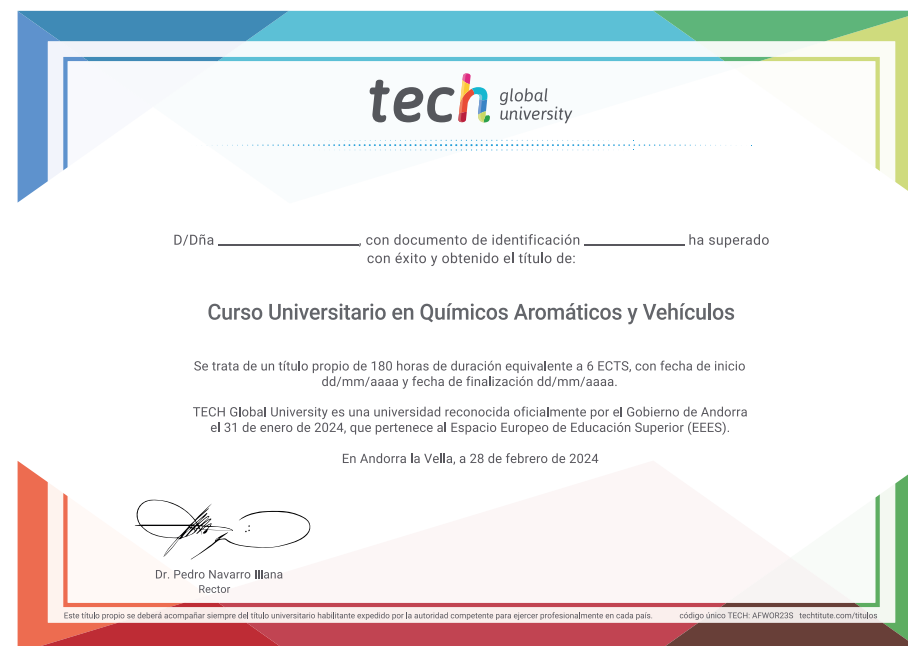 tech global
university
D/Dña ____________________, con documento de identificación ______________ ha superado
con éxito y obtenido el título de:
Curso Universitario en Químicos Aromáticos y Vehículos
Se trata de un título propio de 180 horas de duración equivalente a 6 ECTS, con fecha de inicio
dd/mm/aaaa y fecha de finalización dd/mm/aaaa.
TECH Global University es una universidad reconocida oficialmente por el Gobierno de Andorra
el 31 de enero de 2024, que pertenece al Espacio Europeo de Educación Superior (EEES).
En Andorra la Vella, a 28 de febrero de 2024
Dr. Pedro Navarro Illana
Rector
Este título propio se deberá acompañar siempre del título universitario habilitante expedido por la autoridad competente para ejercer profesionalmente en cada país. código único TECH: AFWOR23S techtitute.com/titulos